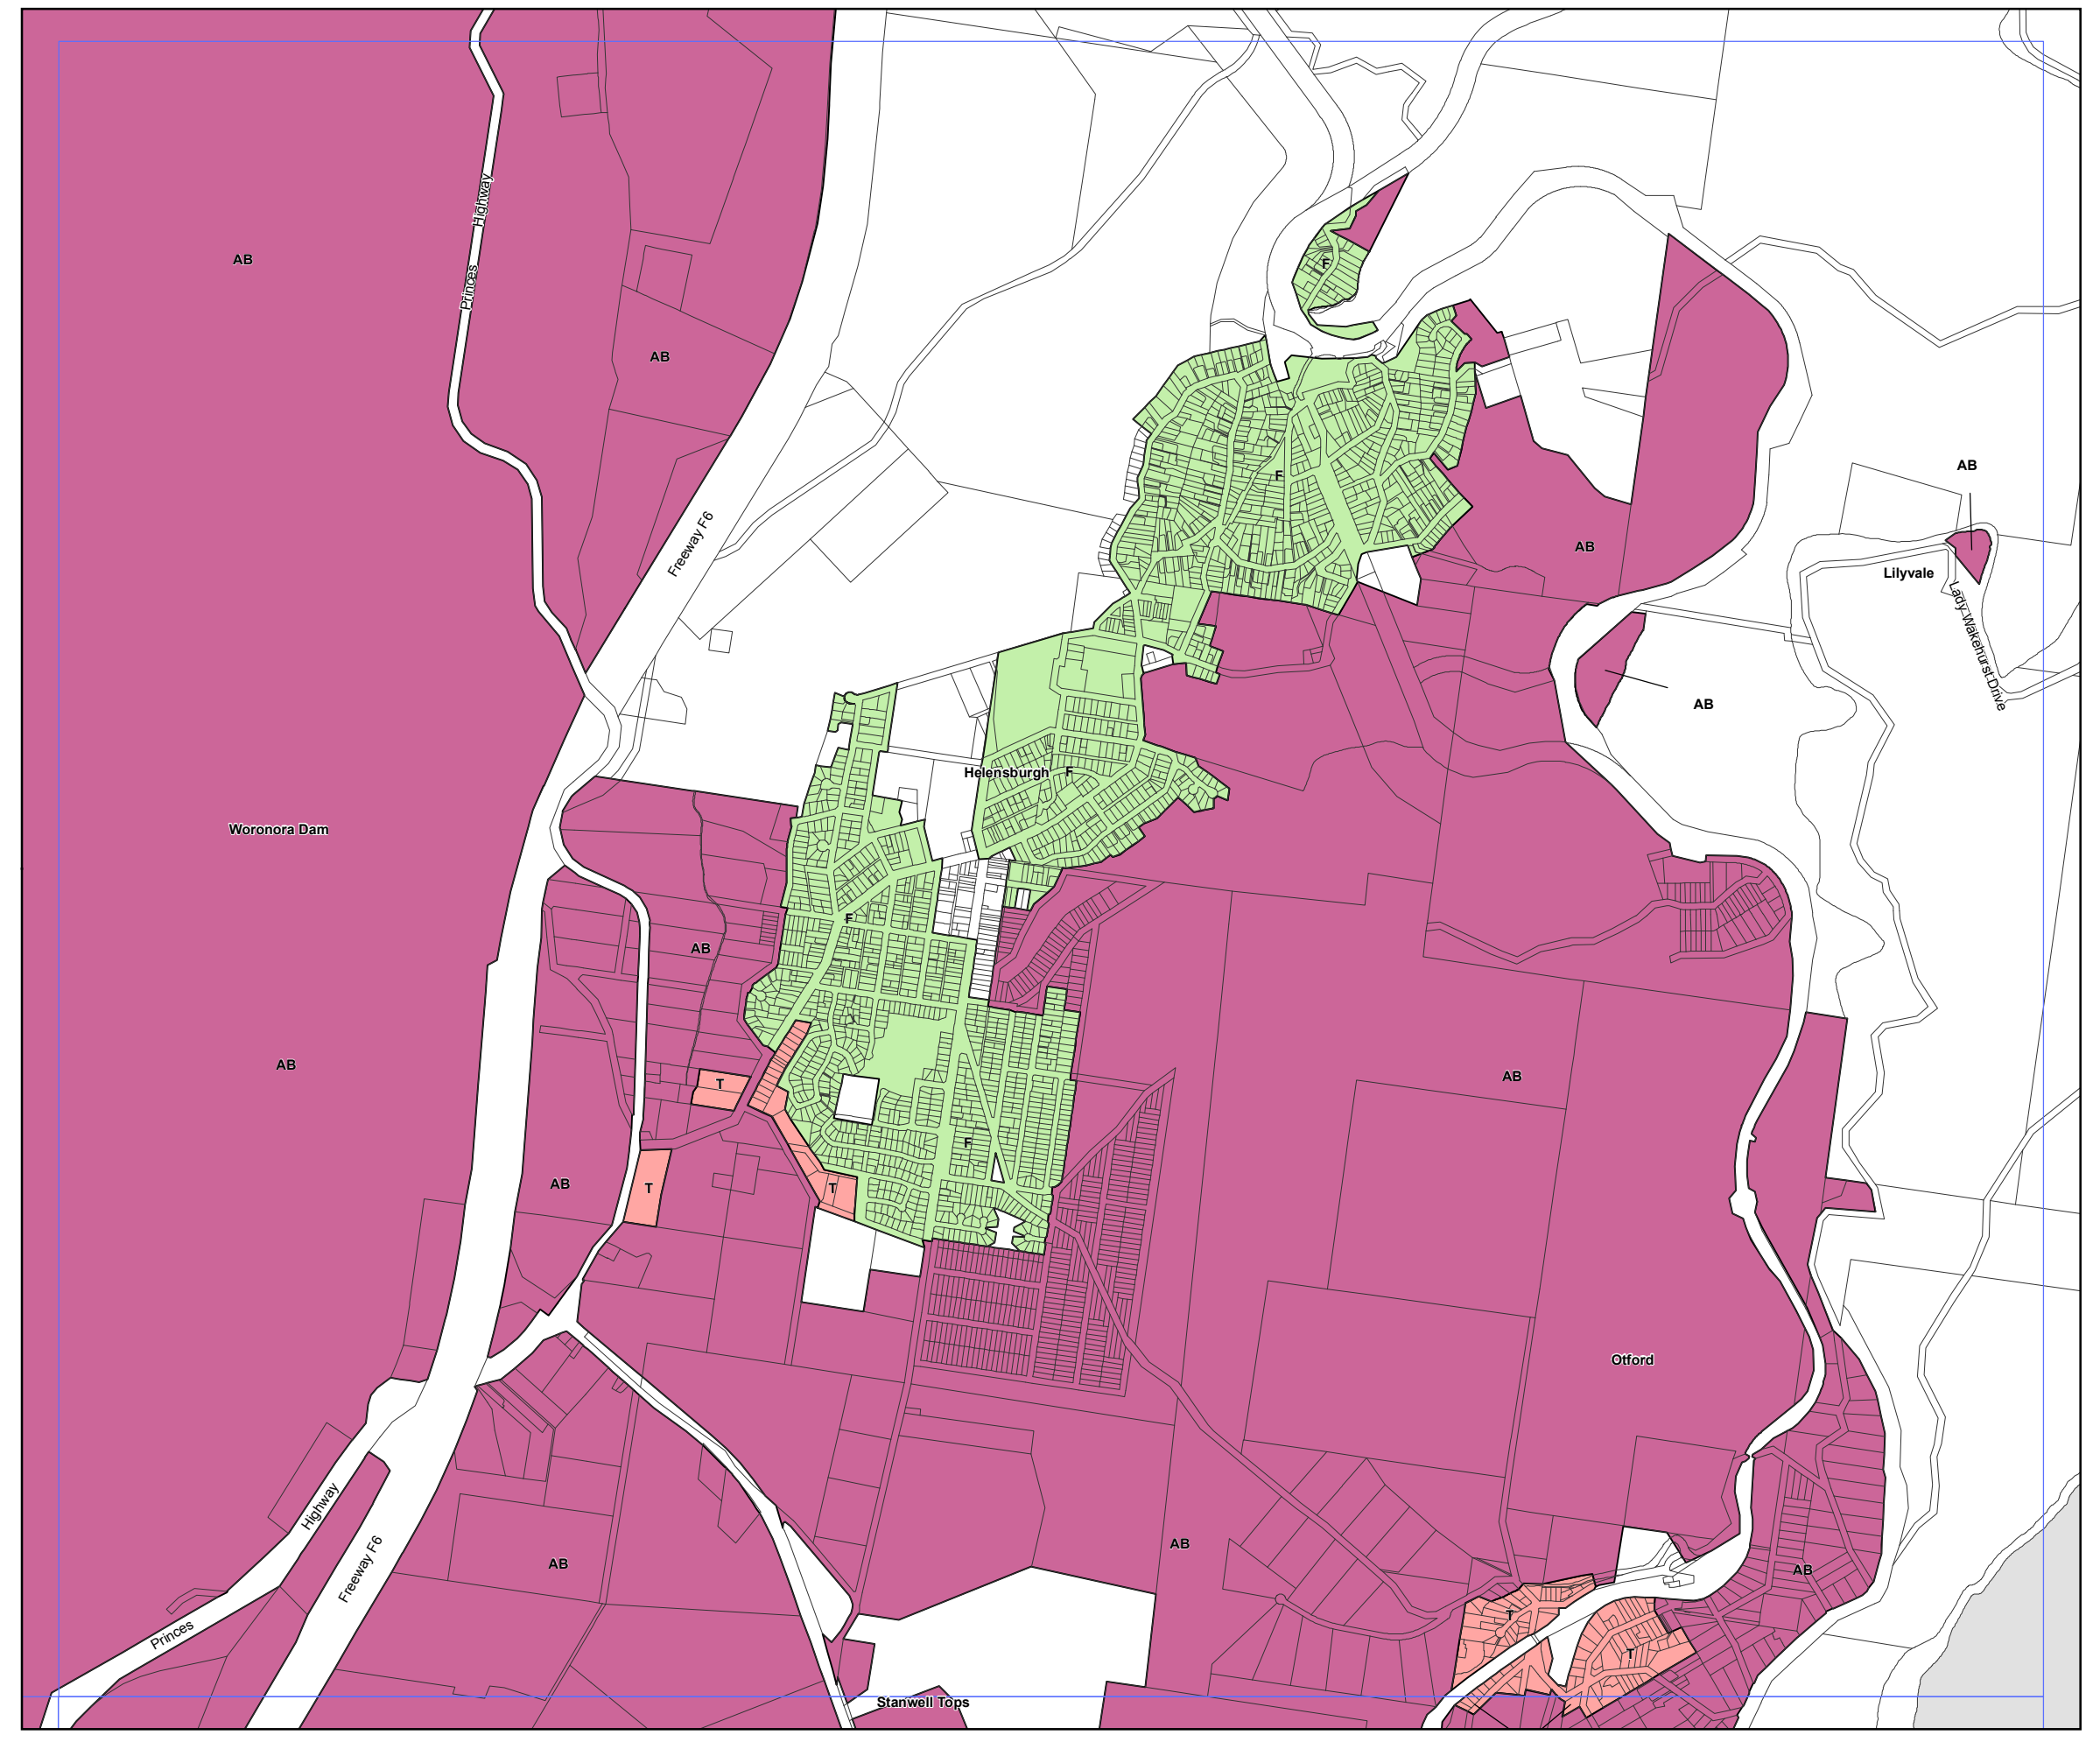 Highway
AB
F
Princes
AB
AB
F
Freeway F6
AB
Lilyvale
Lady Wakehurst Drive
AB
Helensburgh
F
Woronora Dam
F
AB
AB
AB
T
F
AB
T
T
Otford
Highway
AB
Freeway F6
AB
AB
T
Princes
T
Stanwell Tops